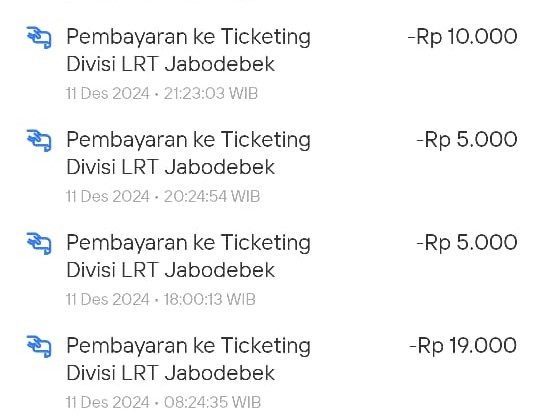 Pembayaran ke Ticketing -Rp 10.000
Divisi LRT Jabodebek
11 Des 2024 • 21:23:03 WIB
Pembayaran ke Ticketing -Rp 5.000
Divisi LRT Jabodebek
11 Des 2024 • 20:24:54 WIB
Pembayaran ke Ticketing -Rp 5.000
Divisi LRT Jabodebek
11 Des 2024 • 18:00:13 WIB
Pembayaran ke Ticketing -Rp 19.000
Divisi LRT Jabodebek
11 Des 2024 • 08:24:35 WIB